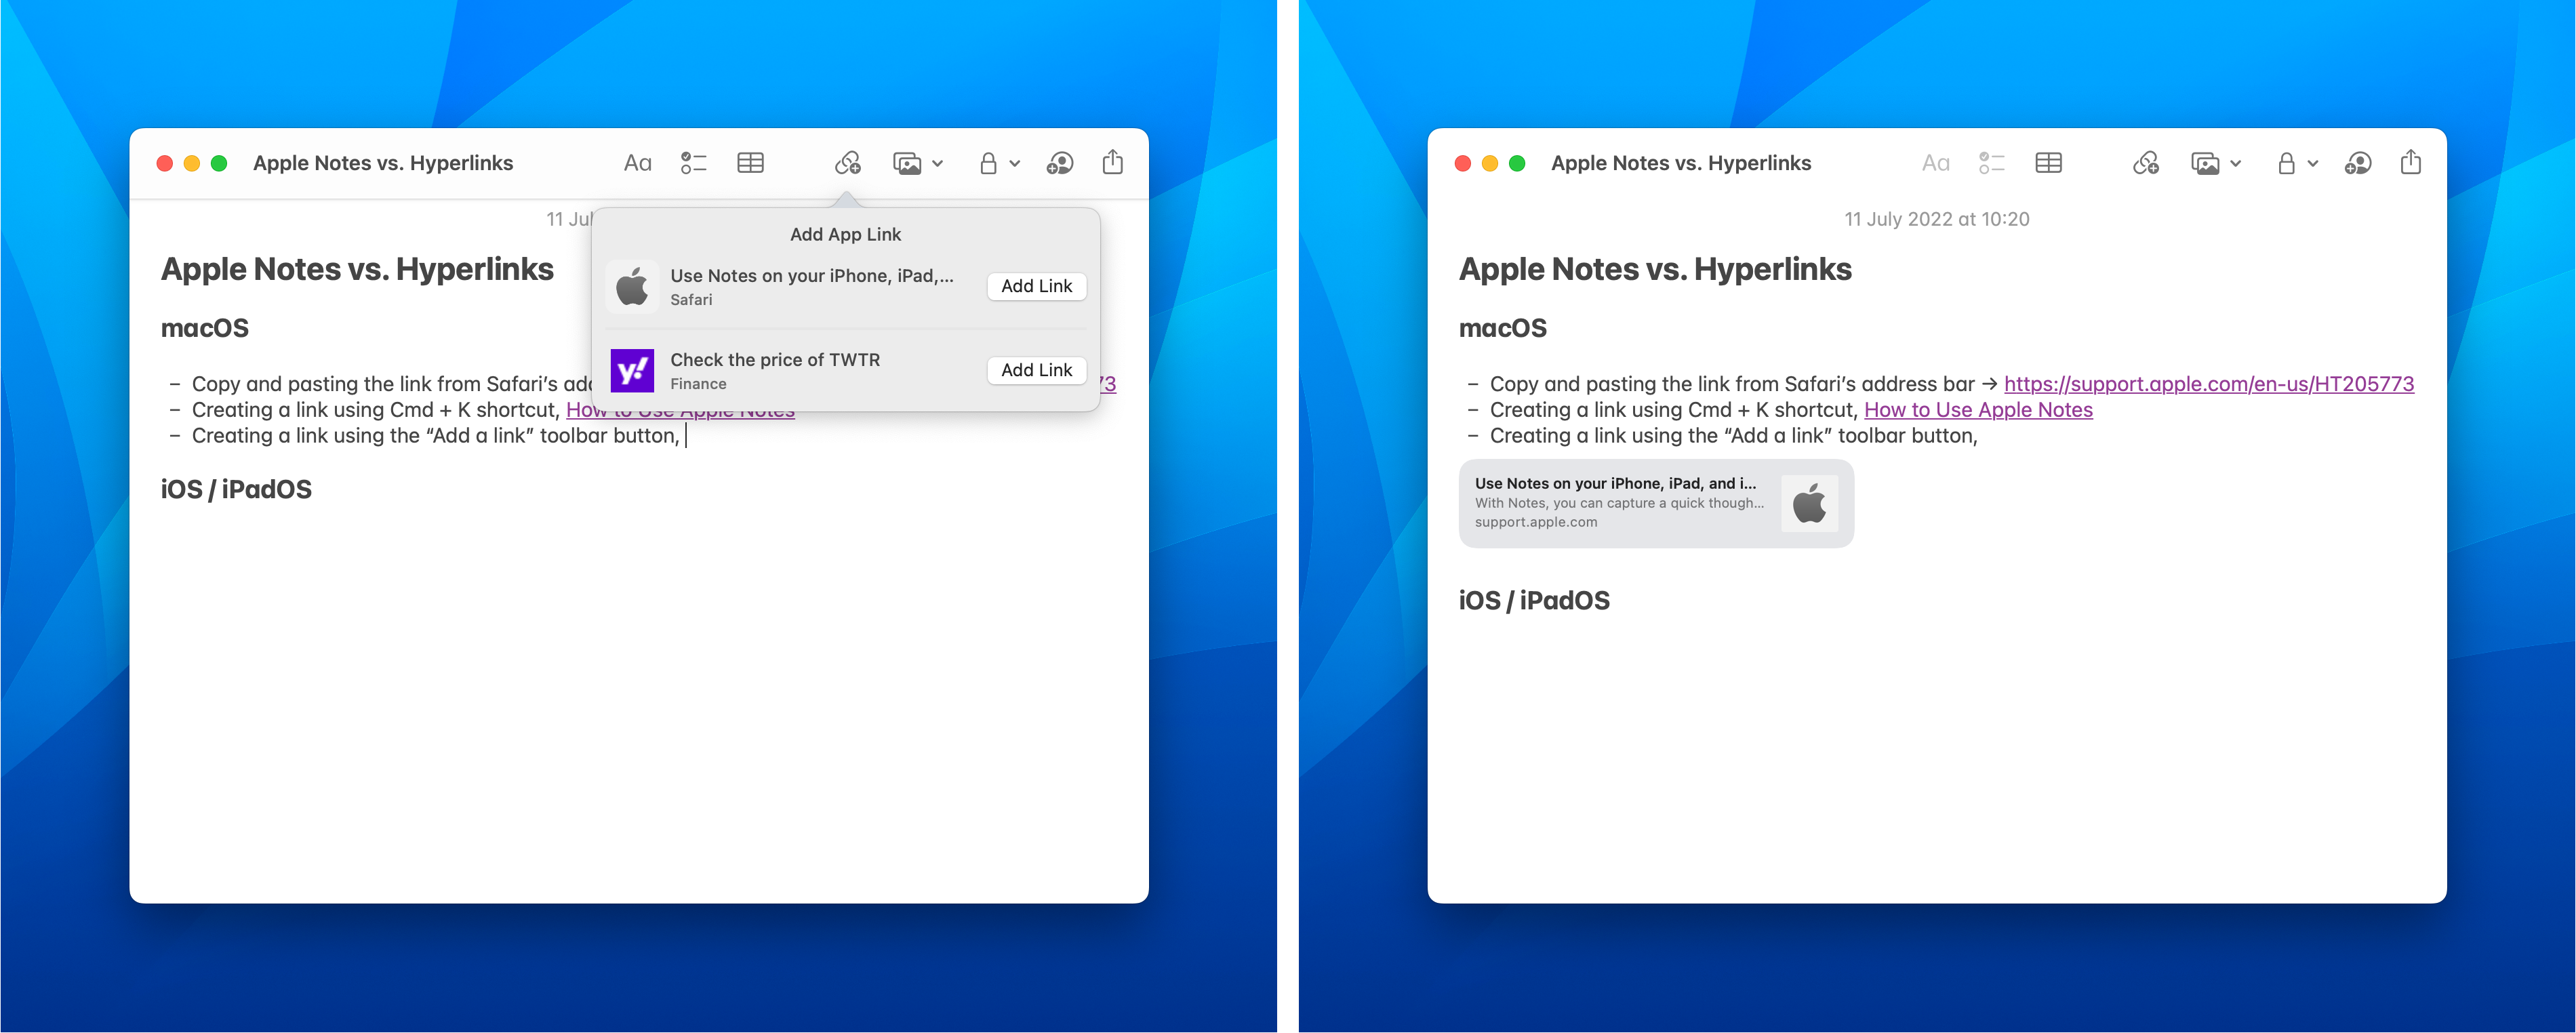 Apple Notes vs. Hyperlinks
Aa
11 Jul
Add App Link
Use Notes on your iPhone, iPad,...
Safari
Add Link
Check the price of TWTR
Finance
Add Link
y!
Apple Notes vs. Hyperlinks
macOS
– Copy and pasting the link from Safari’s
– Creating a link using Cmd + K shortcut, How to Use Apple Notes
– Creating a link using the “Add a link” toolbar button,
iOS / iPadOS
Apple Notes vs. Hyperlinks
Aa
11 July 2022 at 10:20
Apple Notes vs. Hyperlinks
macOS
– Copy and pasting the link from Safari’s address bar → https://support.apple.com/en-us/HT205773
– Creating a link using Cmd + K shortcut, How to Use Apple Notes
– Creating a link using the “Add a link” toolbar button,
Use Notes on your iPhone, iPad, and i...
With Notes, you can capture a quick though...
support.apple.com
iOS / iPadOS